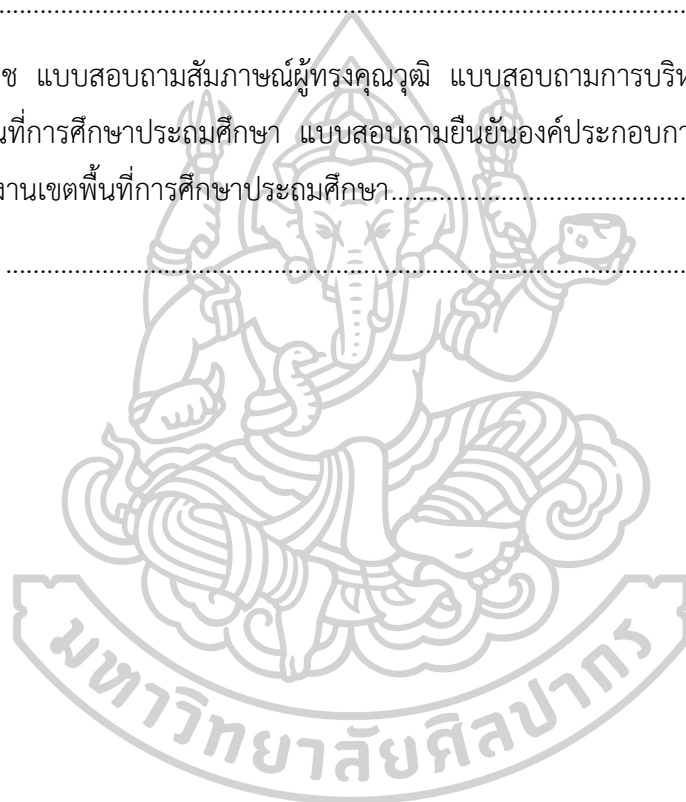 ................................................................................................
ช แบบสอบถามสัมภาษณ์ผู้ทรงคุณวุฒิ แบบสอบถามการบริห
นที่การศึกษาประถมศึกษา แบบสอบถามยืนยันองค์ประกอบกา
งานเขตพื้นที่การศึกษาประถมศึกษา........................................
................................................................................................
มหาวิทยาลัยศิลปากร